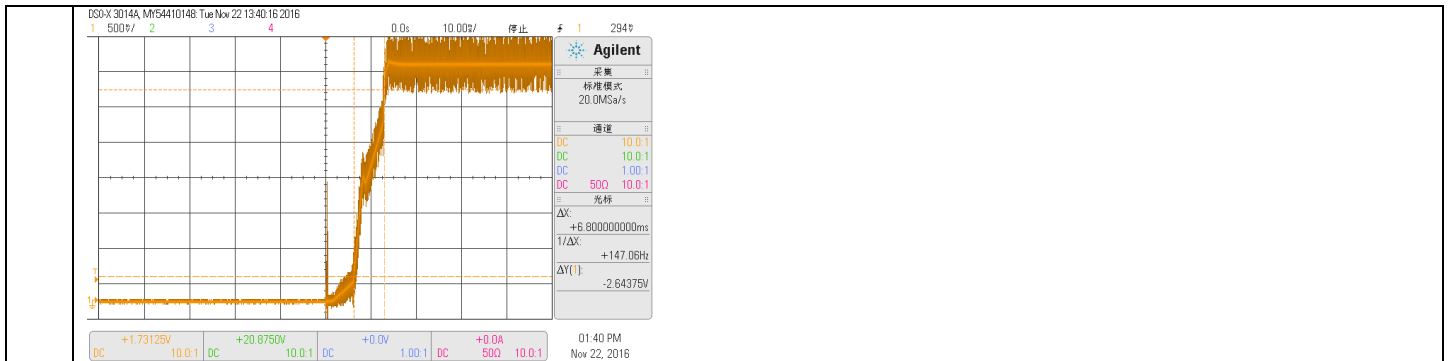 DSO-X 3014A, MY54410148: Tue Nov 22 13:40:16 2016
1 500▽/ 2 3 4 0.0s 10.00▽/ 停止 1 294▽
Agilent
采集
标准模式
20.0MSa/s
通道
DC 10.0:1
DC 10.0:1
DC 1.00:1
DC 50Ω 10.0:1
光标
ΔX:
+6.800000000ms
1/ΔX:
+147.06Hz
ΔY(1):
-2.64375V
T
1
+1.73125V +20.8750V +0.0V +0.0A
DC 10.0:1 DC 10.0:1 DC 1.00:1 DC 50Ω 10.0:1
01:40 PM
Nov 22, 2016